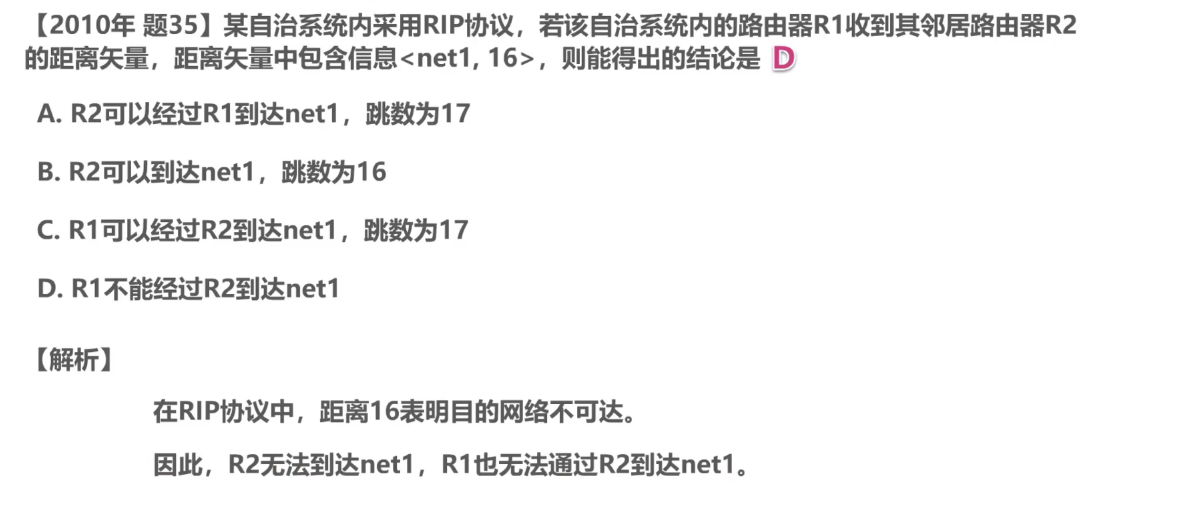 【2010年 题35】某自治系统内采用RIP协议，若该自治系统内的路由器R1收到其邻居路由器R2
的距离矢量，距离矢量中包含信息<net1, 16>，则能得出的结论是 D
A. R2可以经过R1到达net1，跳数为17
B. R2可以到达net1，跳数为16
C. R1可以经过R2到达net1，跳数为17
D. R1不能经过R2到达net1
【解析】
在RIP协议中，距离16表明目的网络不可达。
因此，R2无法到达net1，R1也无法通过R2到达net1。